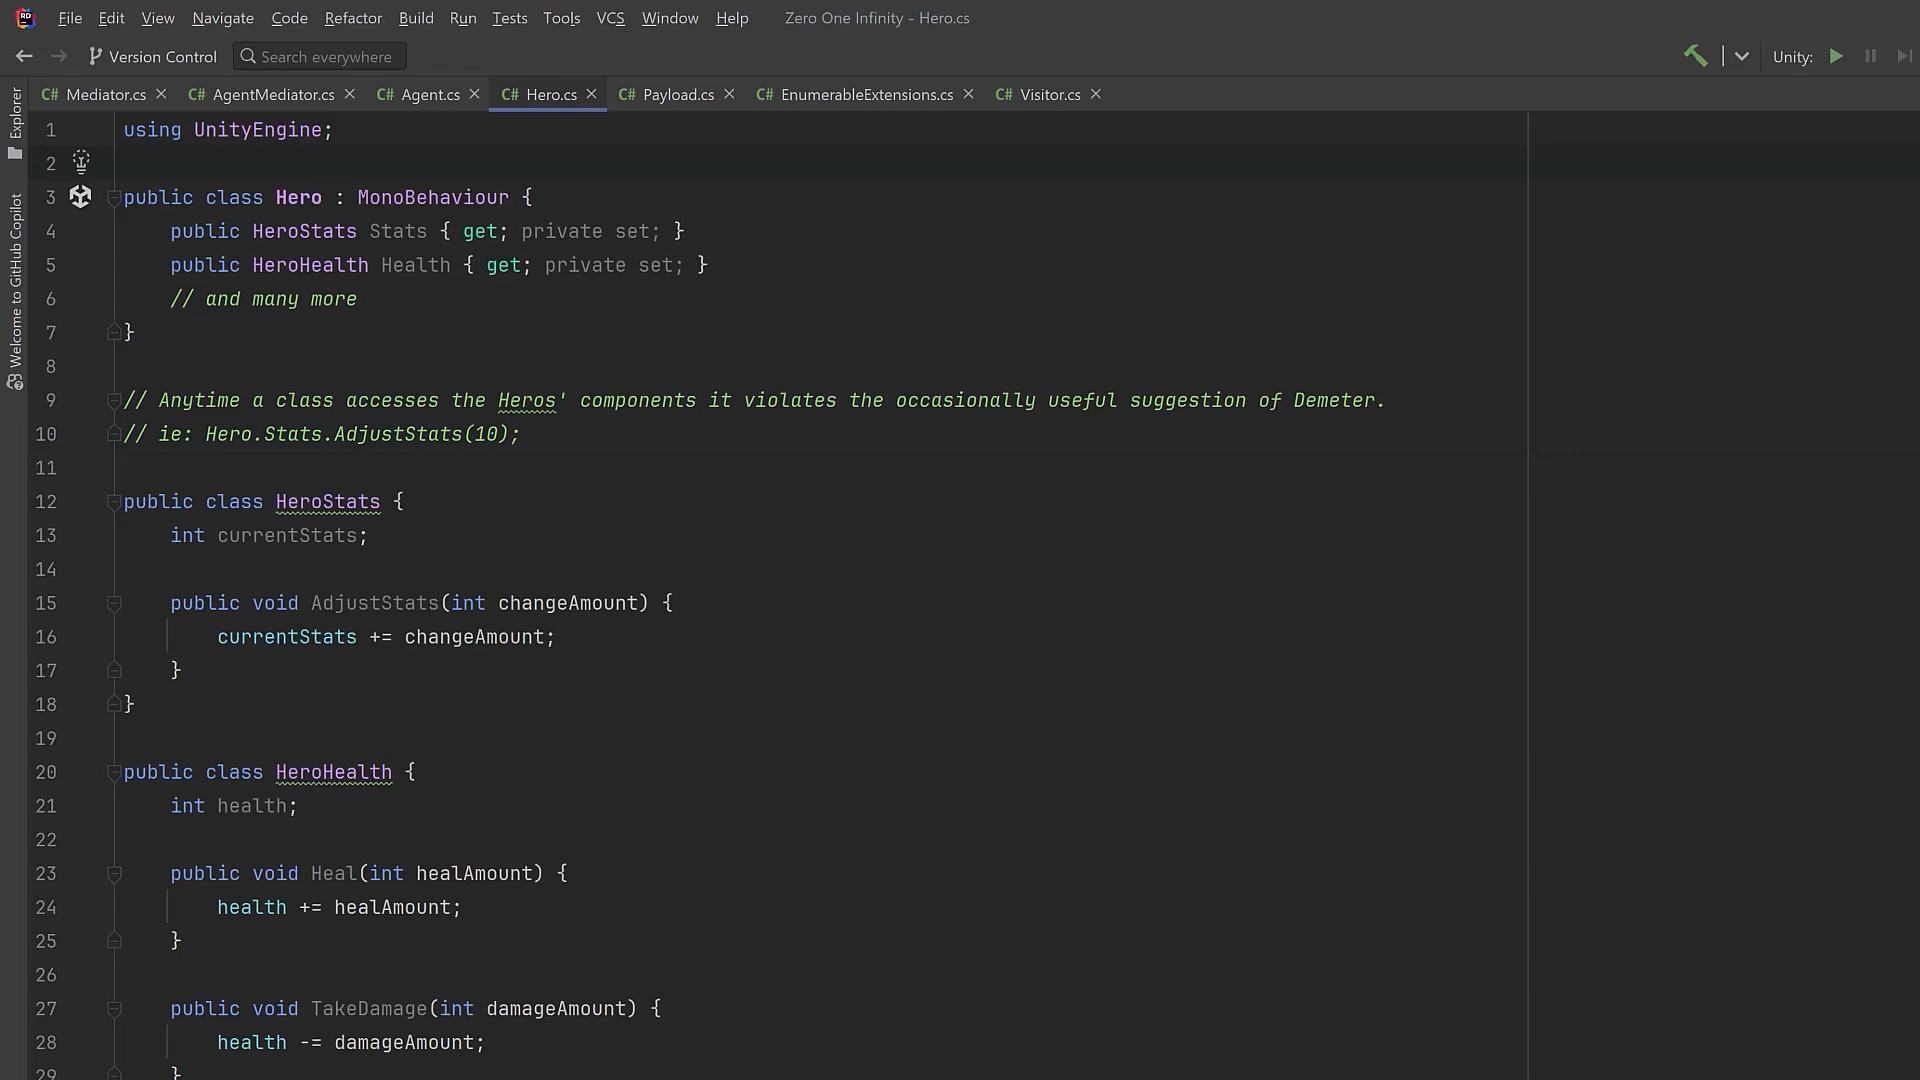 File Edit View Navigate Code Refactor Build Run Tests Tools VCS Window Help Zero One Infinity - Hero.cs
Version Control Search everywhere Unity:
C# Mediator.cs C# AgentMediator.cs C# Agent.cs C# Hero.cs C# Payload.cs C# EnumerableExtensions.cs C# Visitor.cs
Explorer
Welcome to GitHub Copilot
1 using UnityEngine;
2
3 public class Hero : MonoBehaviour {
4 public HeroStats Stats { get; private set; }
5 public HeroHealth Health { get; private set; }
6 // and many more
7 }
8
9 // Anytime a class accesses the Heros' components it violates the occasionally useful suggestion of Demeter.
10 // ie: Hero.Stats.AdjustStats(10);
11
12 public class HeroStats {
13 int currentStats;
14
15 public void AdjustStats(int changeAmount) {
16 currentStats += changeAmount;
17 }
18 }
19
20 public class HeroHealth {
21 int health;
22
23 public void Heal(int healAmount) {
24 health += healAmount;
25 }
26
27 public void TakeDamage(int damageAmount) {
28 health -= damageAmount;
29 }